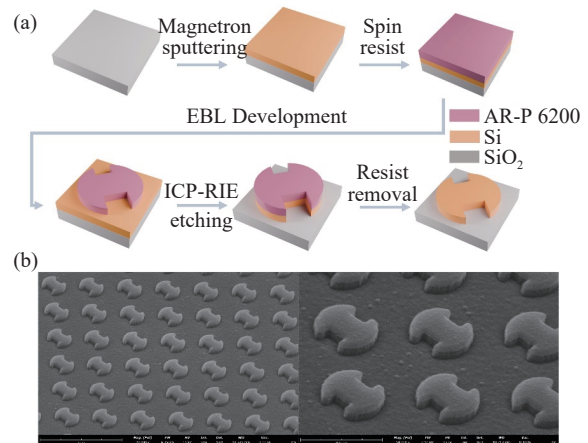 (a)
Magnetron
sputtering
Spin
resist
EBL Development
AR-P 6200
Si
SiO₂
ICP-RIE
etching
Resist
removal
(b)